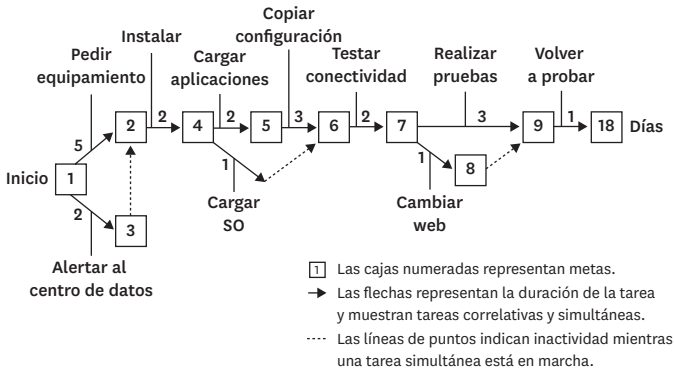 Copiar
configuración
Instalar
Pedir
equipamiento
Cargar
aplicaciones
Testar
conectividad
Realizar
pruebas
Volver
a probar
2
2
4
2
5
3
6
2
7
3
9
1
18
Días
5
1
1
8
Inicio
1
2
3
Cargar
SO
Cambiar
web
Alertar al
centro de datos
1 Las cajas numeradas representan metas.
Las flechas representan la duración de la tarea
y muestran tareas correlativas y simultáneas.
Las líneas de puntos indican inactividad mientras
una tarea simultánea está en marcha.